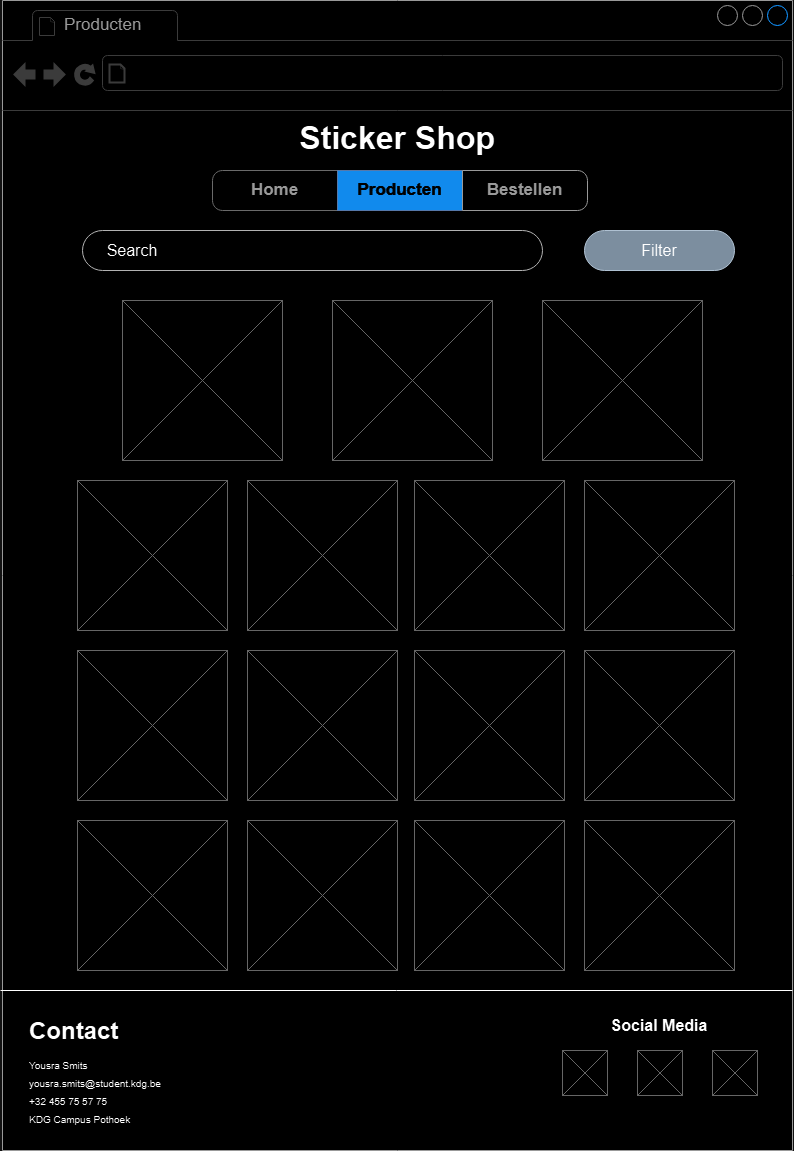 Producten
Sticker Shop
Home
Producten
Bestellen
Search
Filter
Contact
Yousra Smits
yousra.smits@student.kdg.be
+32 455 75 57 75
KDG Campus Pothoek
Social Media